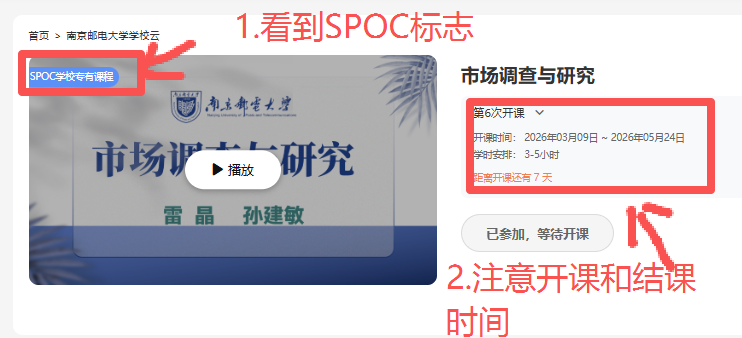 1.看到SPOC标志
首页 > 南京邮电大学学校云
SPOC学校专有课程
南京邮电大学
市场调查与研究
播放
雷 晶 孙建敏
市场调查与研究
第6次开课
开课时间： 2026年03月09日 ~ 2026年05月24日
学时安排： 3-5小时
距离开课还有 7 天
已参加，等待开课
2.注意开课和结课
时间